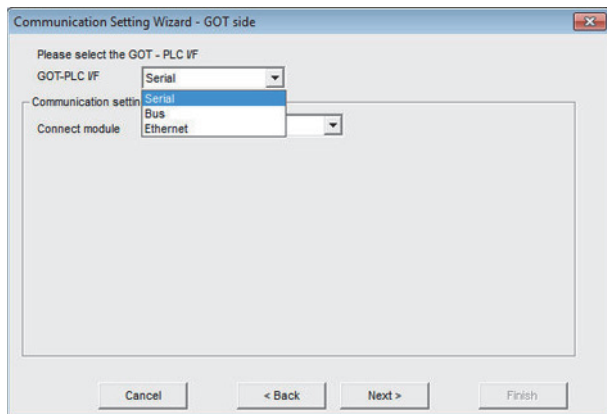 Communication Setting Wizard - GOT side
Please select the GOT - PLC I/F
GOT-PLC I/F Serial
Serial
Communication settin
Bus
Connect module
Ethernet
Cancel < Back Next > Finish